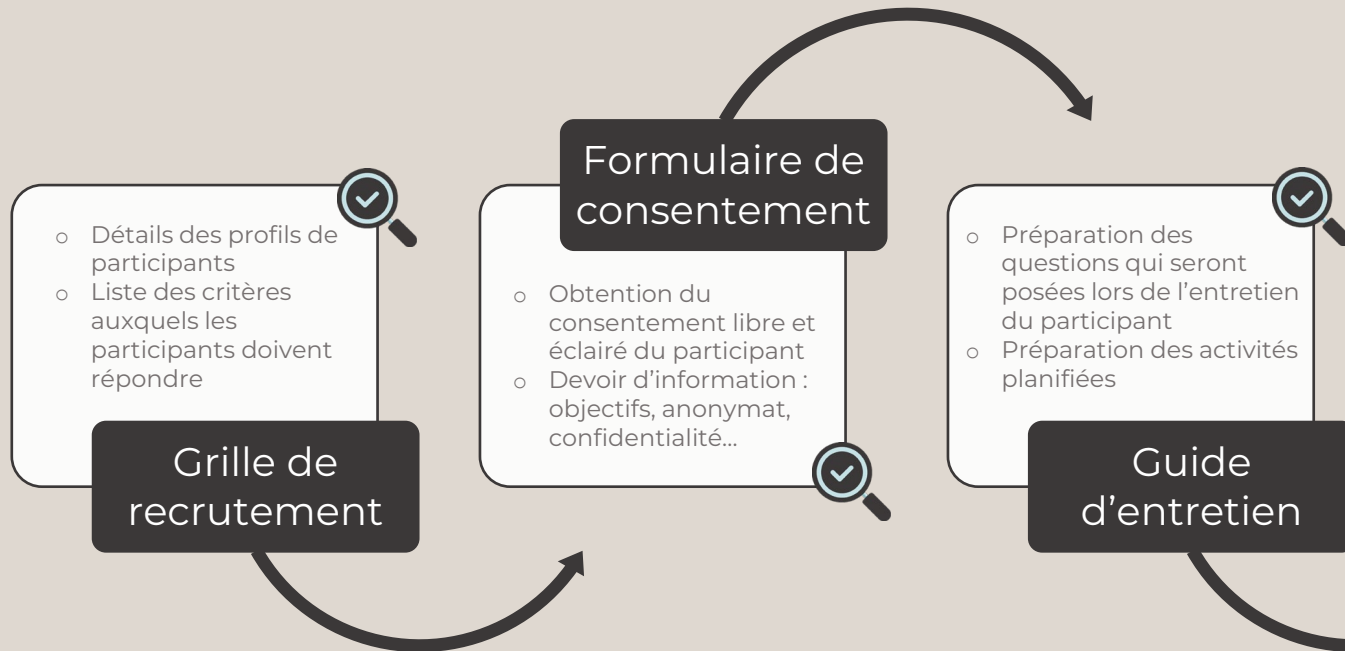 ○ Détails des profils de
participants
○ Liste des critères
auxquels les
participants doivent
répondre
Grille de
recrutement
Formulaire de
consentement
○ Obtention du
consentement libre et
éclairé du participant
○ Devoir d’information :
objectifs, anonymat,
confidentialité…
○ Préparation des
questions qui seront
posées lors de l’entretien
du participant
○ Préparation des activités
planifiées
Guide
d’entretien